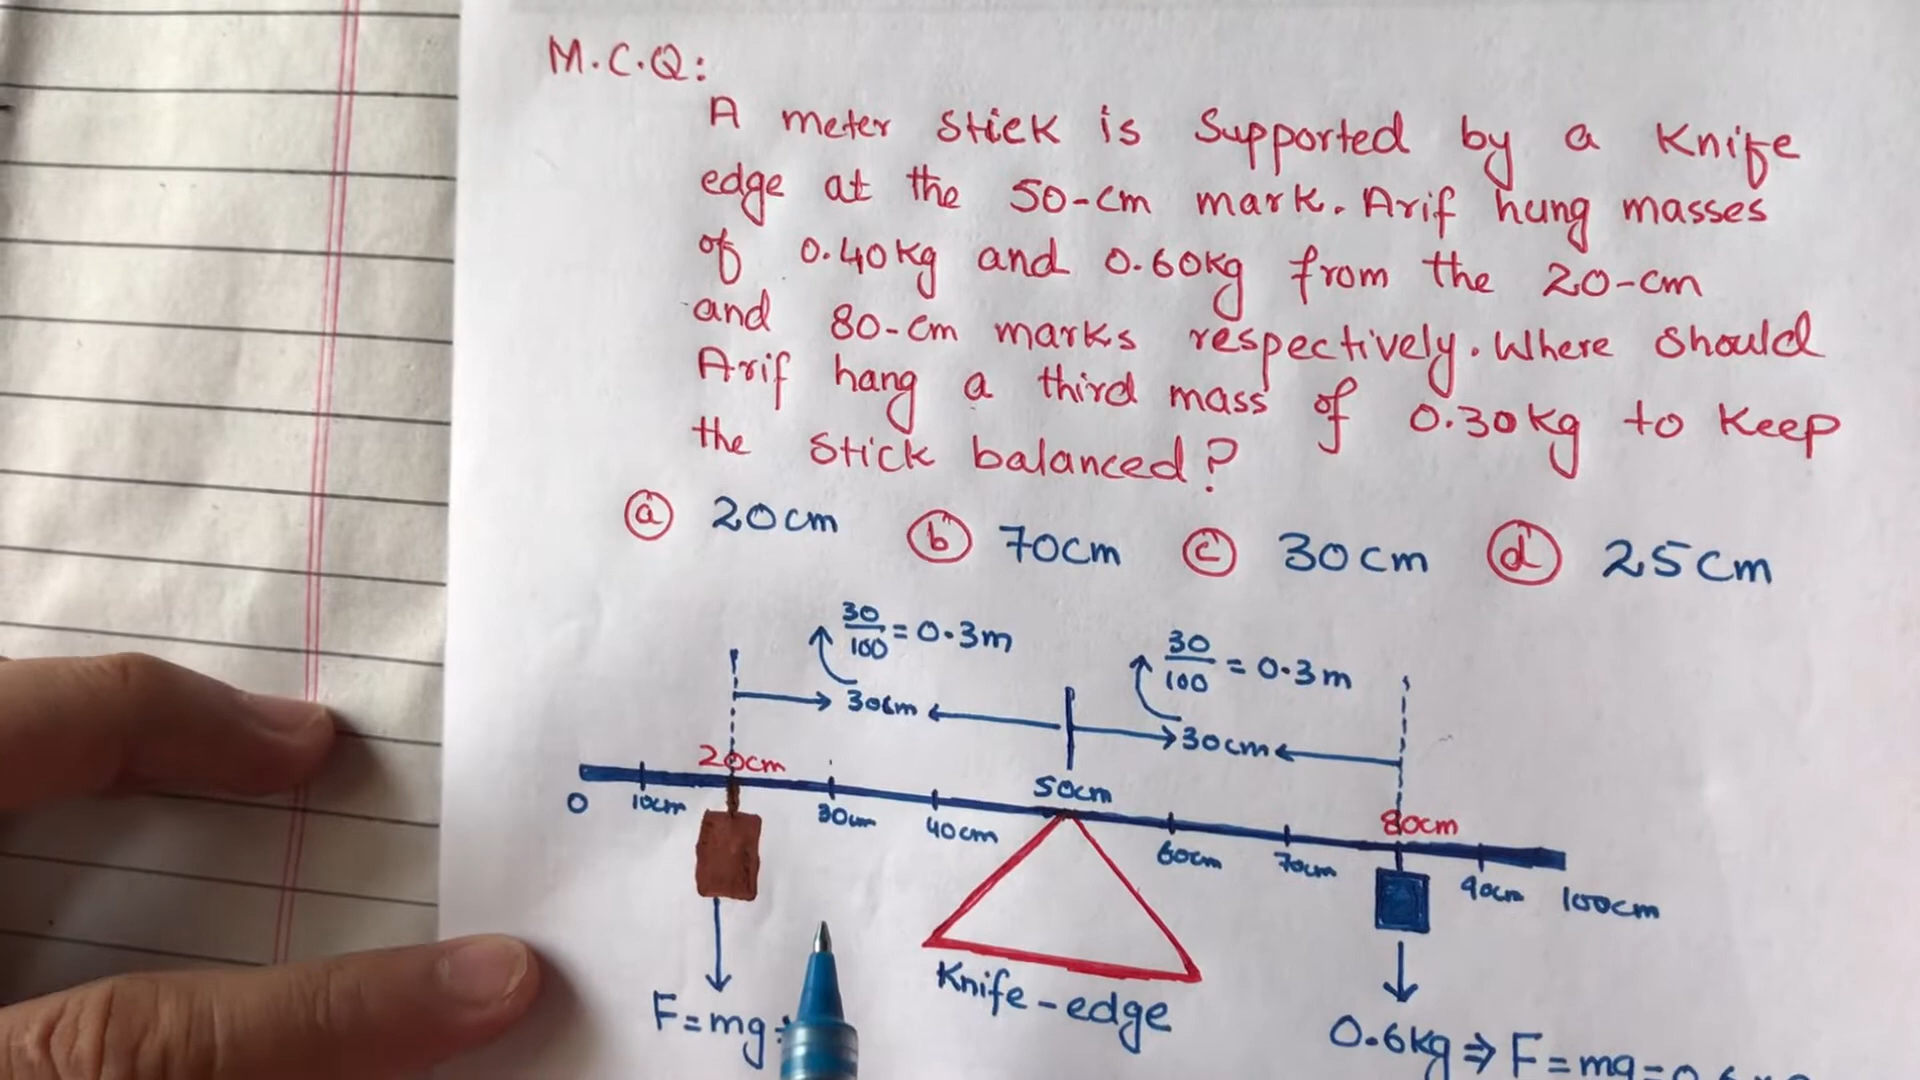 M.C.Q:
A meter stick is supported by a knife
edge at the 50-cm mark. Arif hung masses
of 0.40kg and 0.60kg from the 20-cm
and 80-cm marks respectively. Where should
Arif hang a third mass of 0.30kg to keep
the stick balanced?
a 20cm b 70cm c 30cm d 25cm
30/100 = 0.3m 30/100 = 0.3m
30cm 30cm
20cm 50cm 80cm
0 10cm 30cm 40cm 60cm 70cm 90cm 100cm
Knife-edge
F=mg 0.6kg ⇒ F=mg=